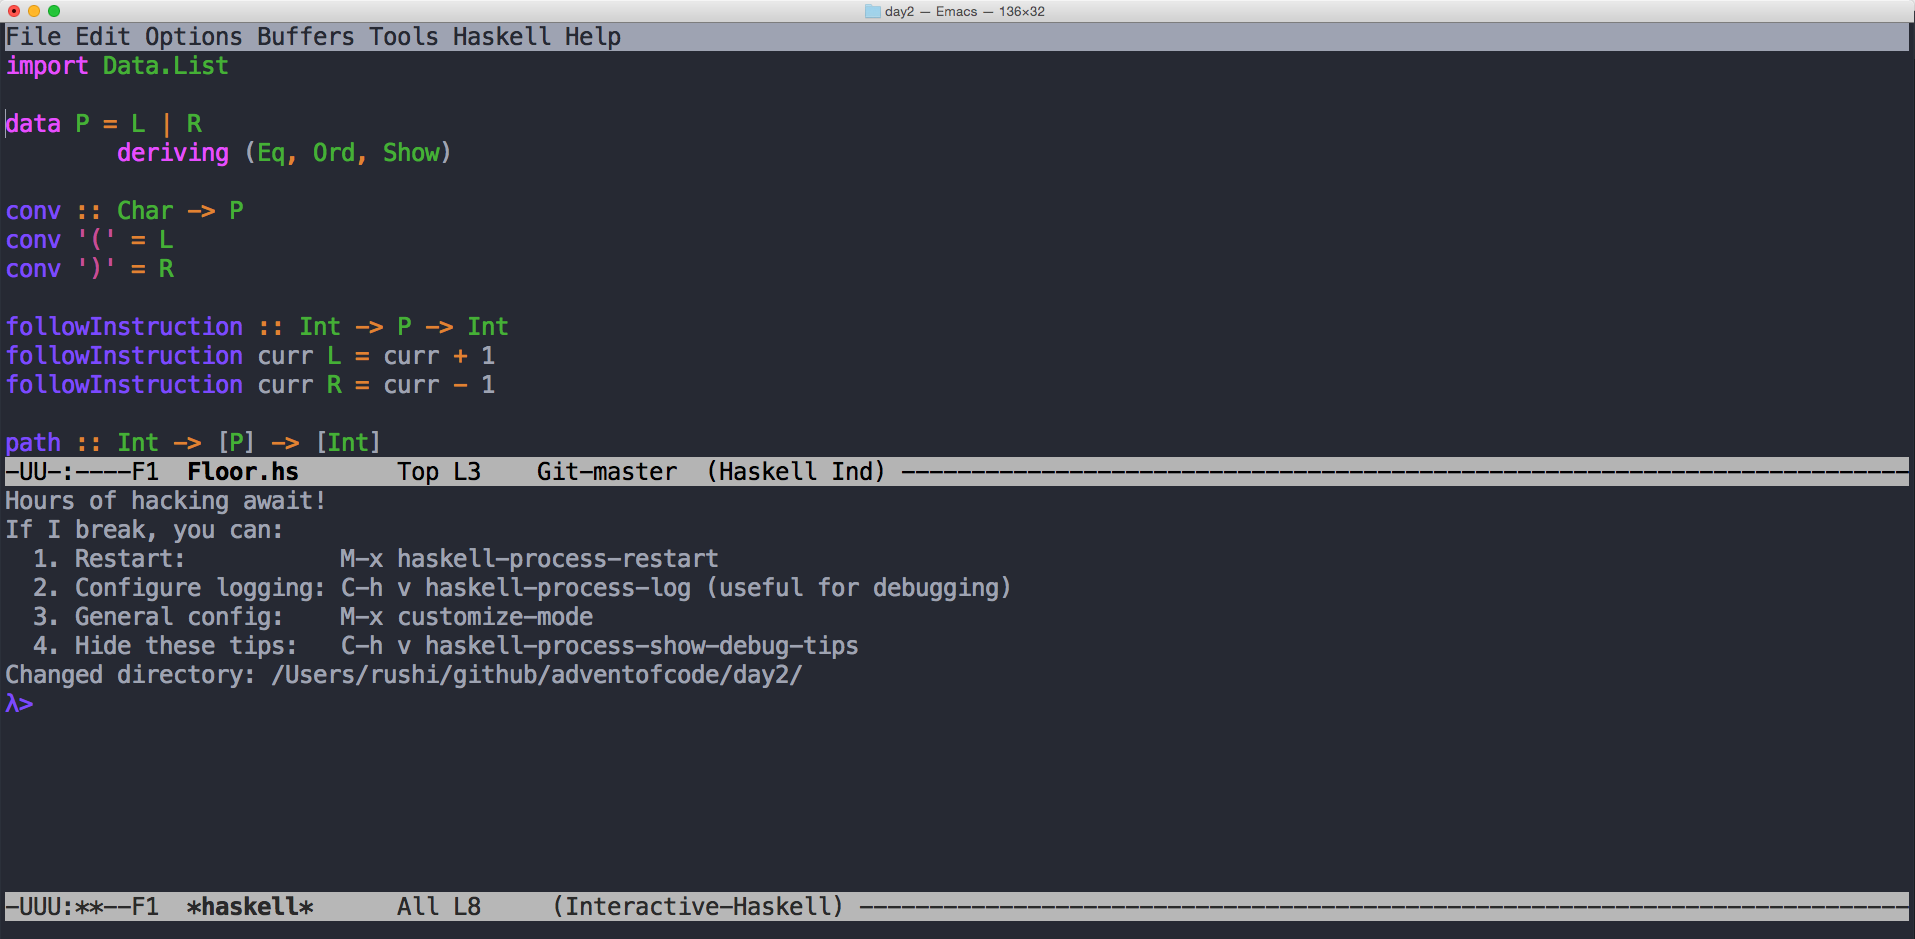 day2 — Emacs — 136×32
File Edit Options Buffers Tools Haskell Help
import Data.List
data P = L | R
        deriving (Eq, Ord, Show)
conv :: Char -> P
conv '(' = L
conv ')' = R
followInstruction :: Int -> P -> Int
followInstruction curr L = curr + 1
followInstruction curr R = curr - 1
path :: Int -> [P] -> [Int]
-UU-:----F1  Floor.hs       Top L3    Git-master  (Haskell Ind) ------------------------------------------------------------------------
Hours of hacking await!
If I break, you can:
  1. Restart:           M-x haskell-process-restart
  2. Configure logging: C-h v haskell-process-log (useful for debugging)
  3. General config:    M-x customize-mode
  4. Hide these tips:   C-h v haskell-process-show-debug-tips
Changed directory: /Users/rushi/github/adventofcode/day2/
λ>
-UUU:**--F1  *haskell*      All L8     (Interactive-Haskell) ---------------------------------------------------------------------------